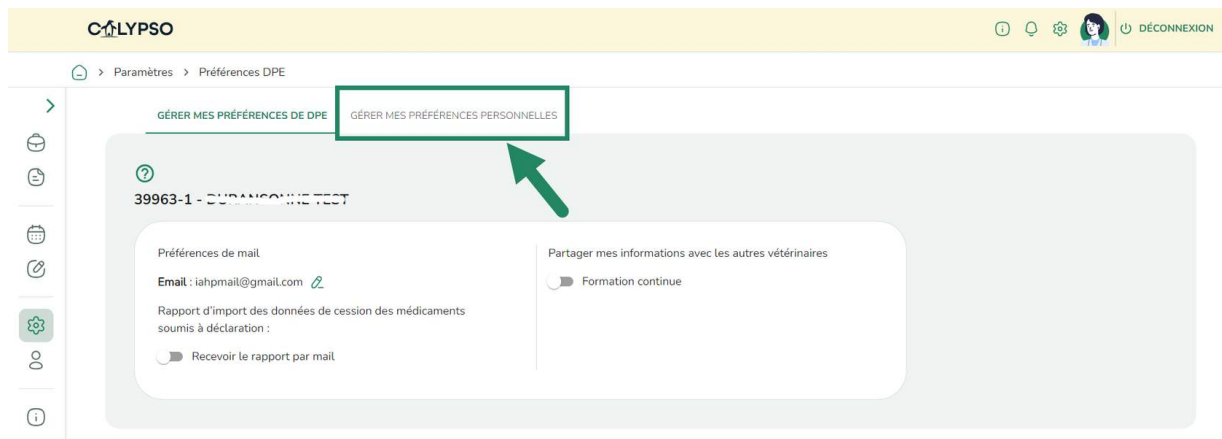 CALYPSO
DÉCONNEXION
> Paramètres > Préférences DPE
GÉRER MES PRÉFÉRENCES DE DPE
GÉRER MES PRÉFÉRENCES PERSONNELLES
39963-1 -
Préférences de mail
Email : iahpmail@gmail.com
Rapport d'import des données de cession des médicaments
soumis à déclaration :
Recevoir le rapport par mail
Partager mes informations avec les autres vétérinaires
Formation continue